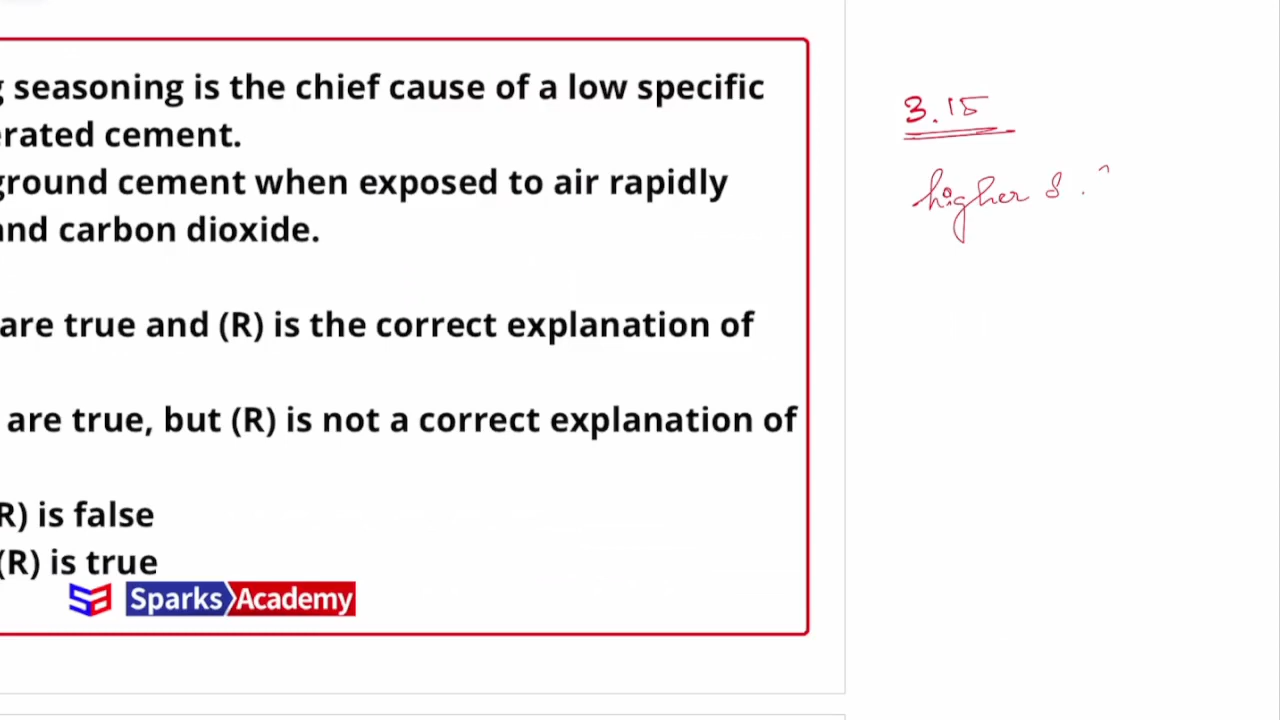 seasoning is the chief cause of a low specific
erated cement.
ground cement when exposed to air rapidly
and carbon dioxide.
are true and (R) is the correct explanation of
are true, but (R) is not a correct explanation of
R) is false
(R) is true
Sparks Academy
3.15
higher 8.